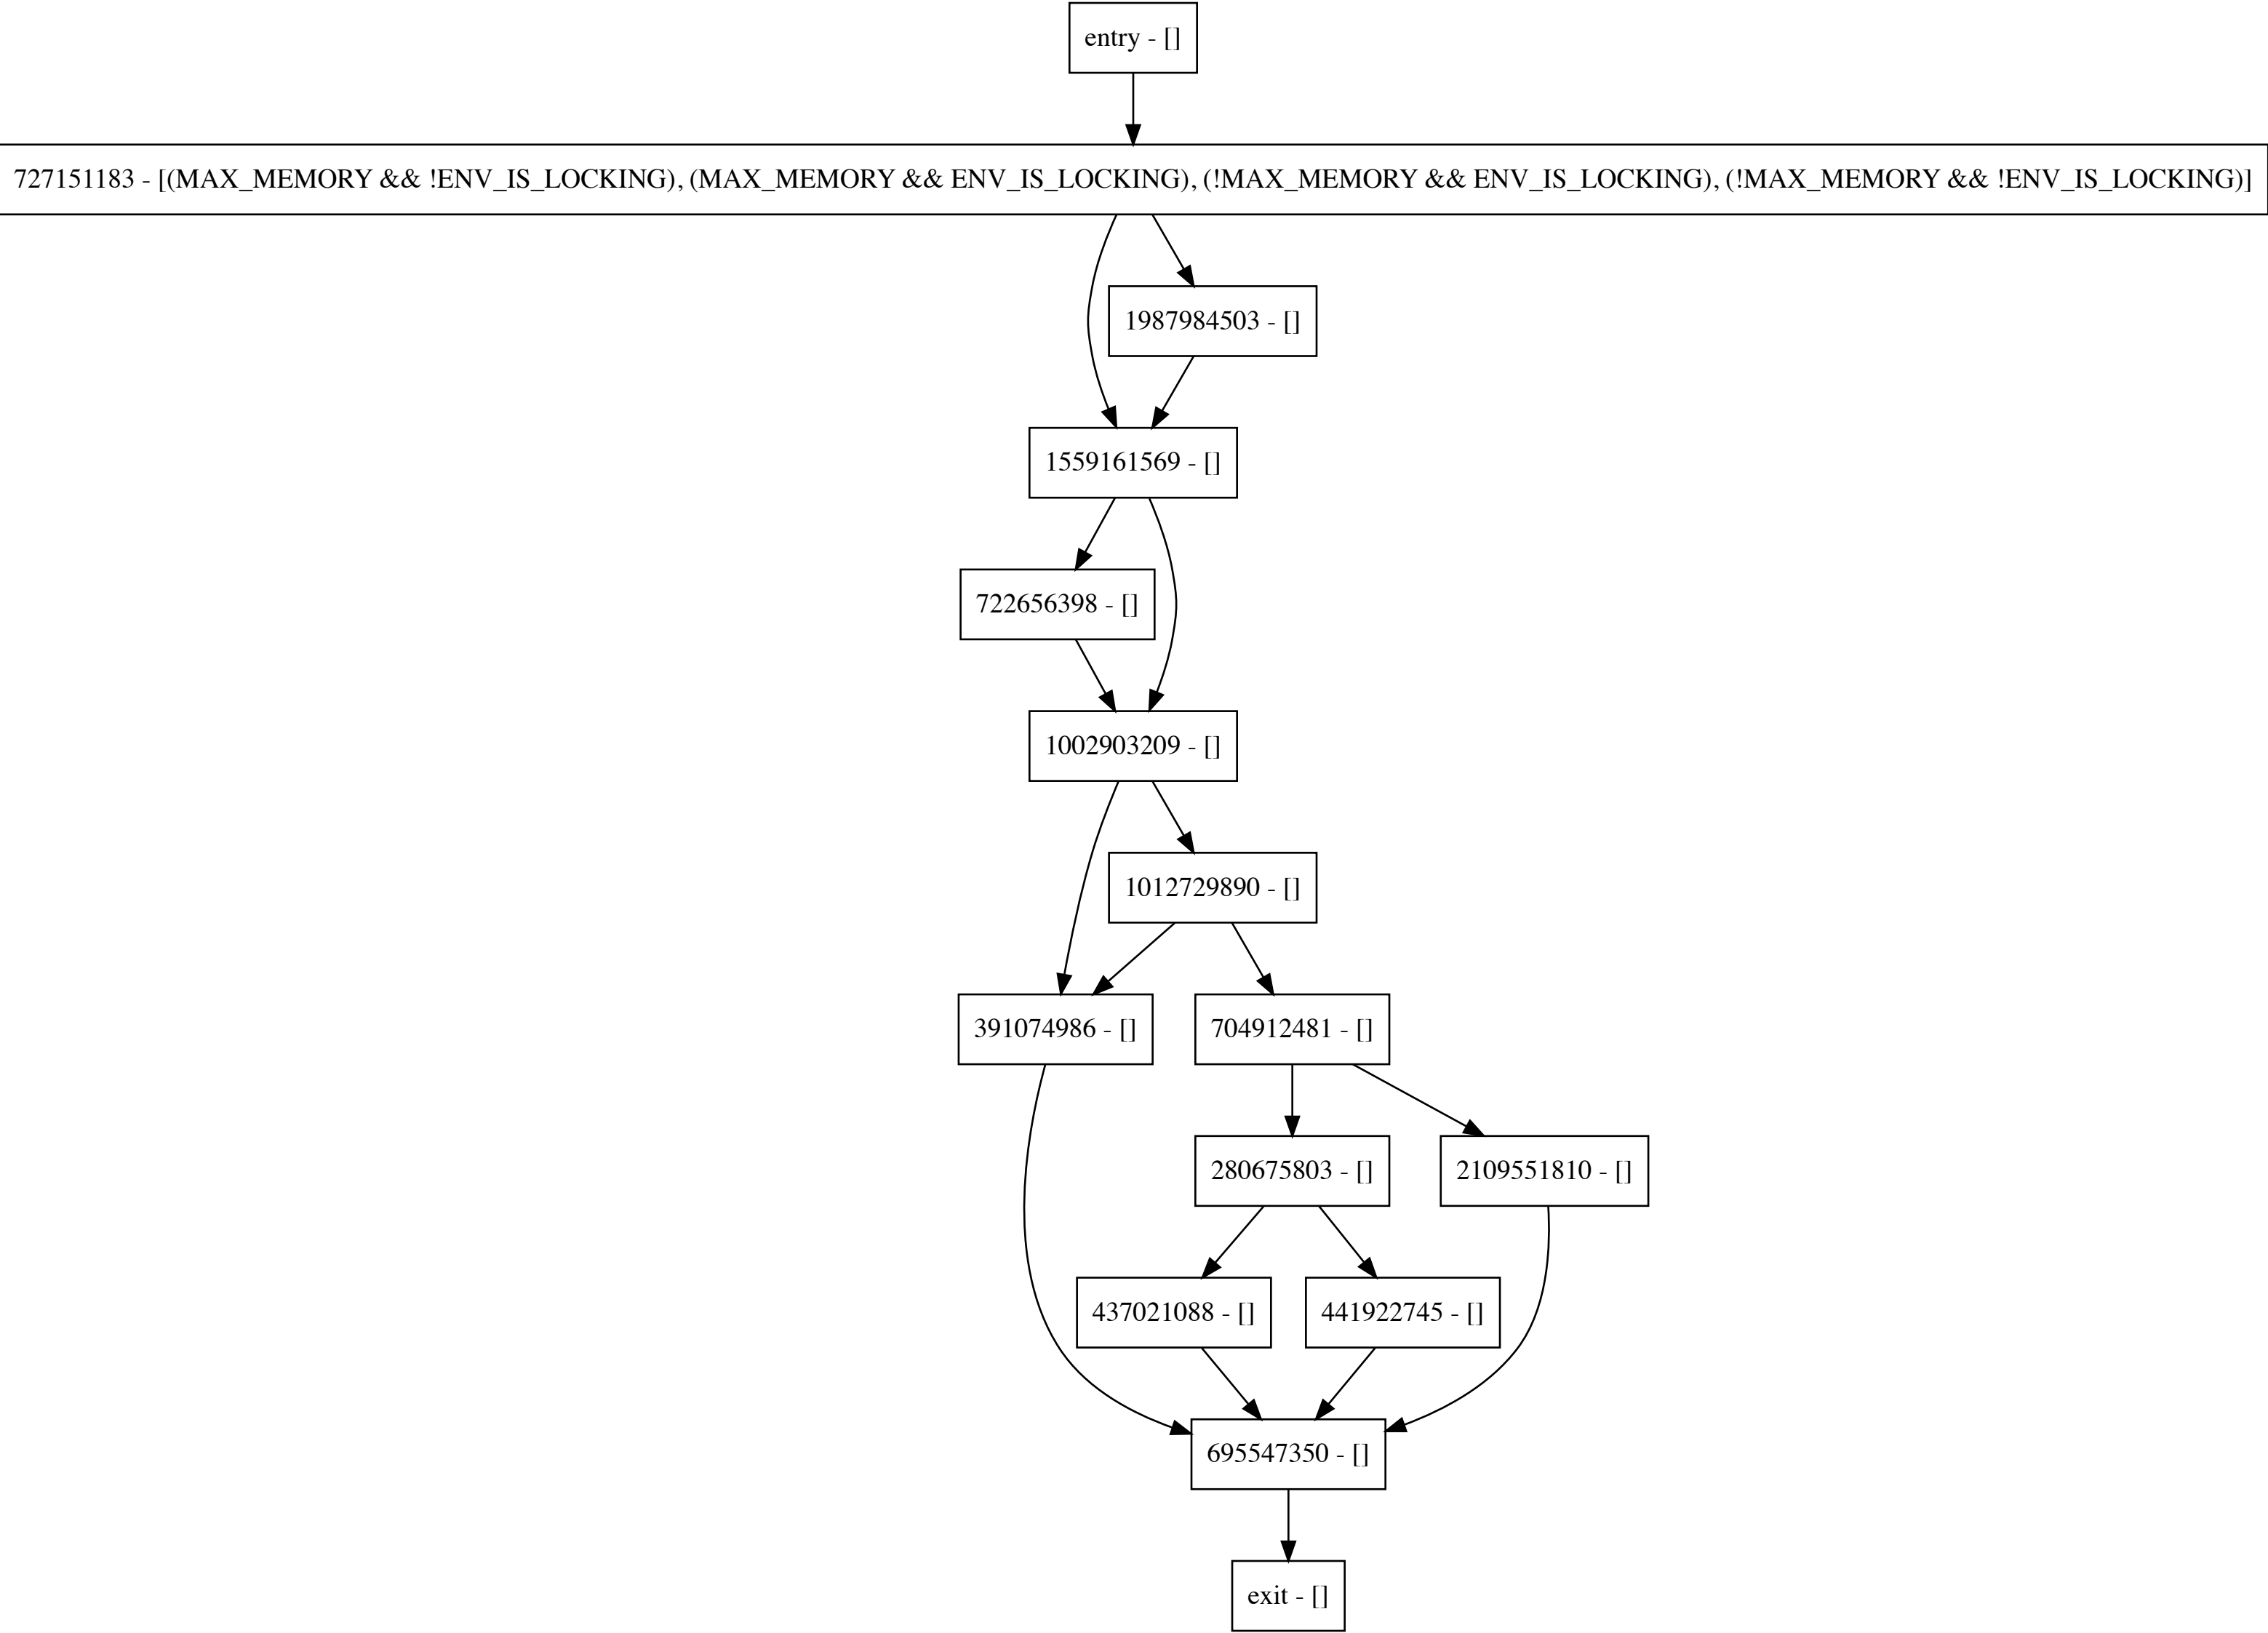 entry - []
727151183 - [(MAX_MEMORY && !ENV_IS_LOCKING), (MAX_MEMORY && ENV_IS_LOCKING), (!MAX_MEMORY && ENV_IS_LOCKING), (!MAX_MEMORY && !ENV_IS_LOCKING)]
1987984503 - []
1559161569 - []
722656398 - []
1002903209 - []
1012729890 - []
391074986 - []
704912481 - []
280675803 - []
2109551810 - []
437021088 - []
441922745 - []
695547350 - []
exit - []